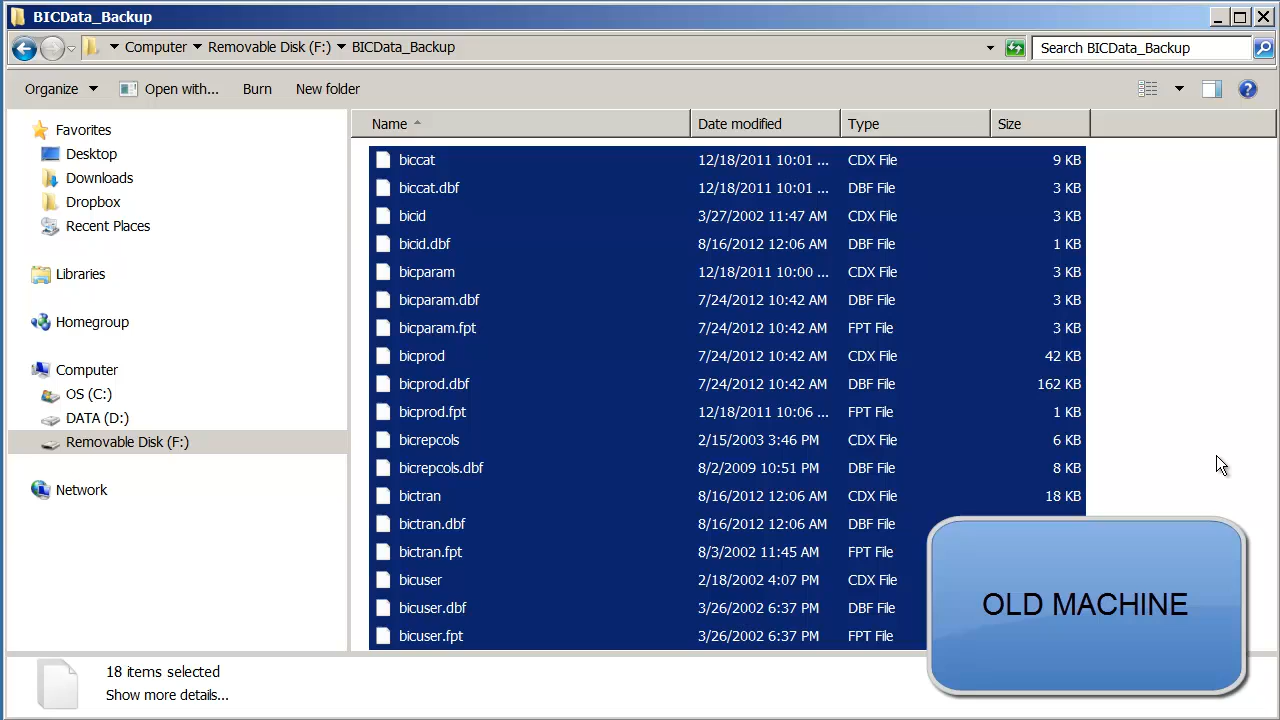 BICData_Backup
Computer Removable Disk (F:) BICData_Backup Search BICData_Backup
Organize Open with... Burn New folder
Favorites
Desktop
Downloads
Dropbox
Recent Places
Libraries
Homegroup
Computer
OS (C:)
DATA (D:)
Removable Disk (F:)
Network
Name Date modified Type Size
biccat 12/18/2011 10:01 ... CDX File 9 KB
biccat.dbf 12/18/2011 10:01 ... DBF File 3 KB
bicid 3/27/2002 11:47 AM CDX File 3 KB
bicid.dbf 8/16/2012 12:06 AM DBF File 1 KB
bicparam 12/18/2011 10:00 ... CDX File 3 KB
bicparam.dbf 7/24/2012 10:42 AM DBF File 3 KB
bicparam.fpt 7/24/2012 10:42 AM FPT File 3 KB
bicprod 7/24/2012 10:42 AM CDX File 42 KB
bicprod.dbf 7/24/2012 10:42 AM DBF File 162 KB
bicprod.fpt 12/18/2011 10:06 ... FPT File 1 KB
bicrepcols 2/15/2003 3:46 PM CDX File 6 KB
bicrepcols.dbf 8/2/2009 10:51 PM DBF File 8 KB
bictran 8/16/2012 12:06 AM CDX File 18 KB
bictran.dbf 8/16/2012 12:06 AM DBF File
bictran.fpt 8/3/2002 11:45 AM FPT File
bicuser 2/18/2002 4:07 PM CDX File
bicuser.dbf 3/26/2002 6:37 PM DBF File
bicuser.fpt 3/26/2002 6:37 PM FPT File
OLD MACHINE
18 items selected
Show more details...